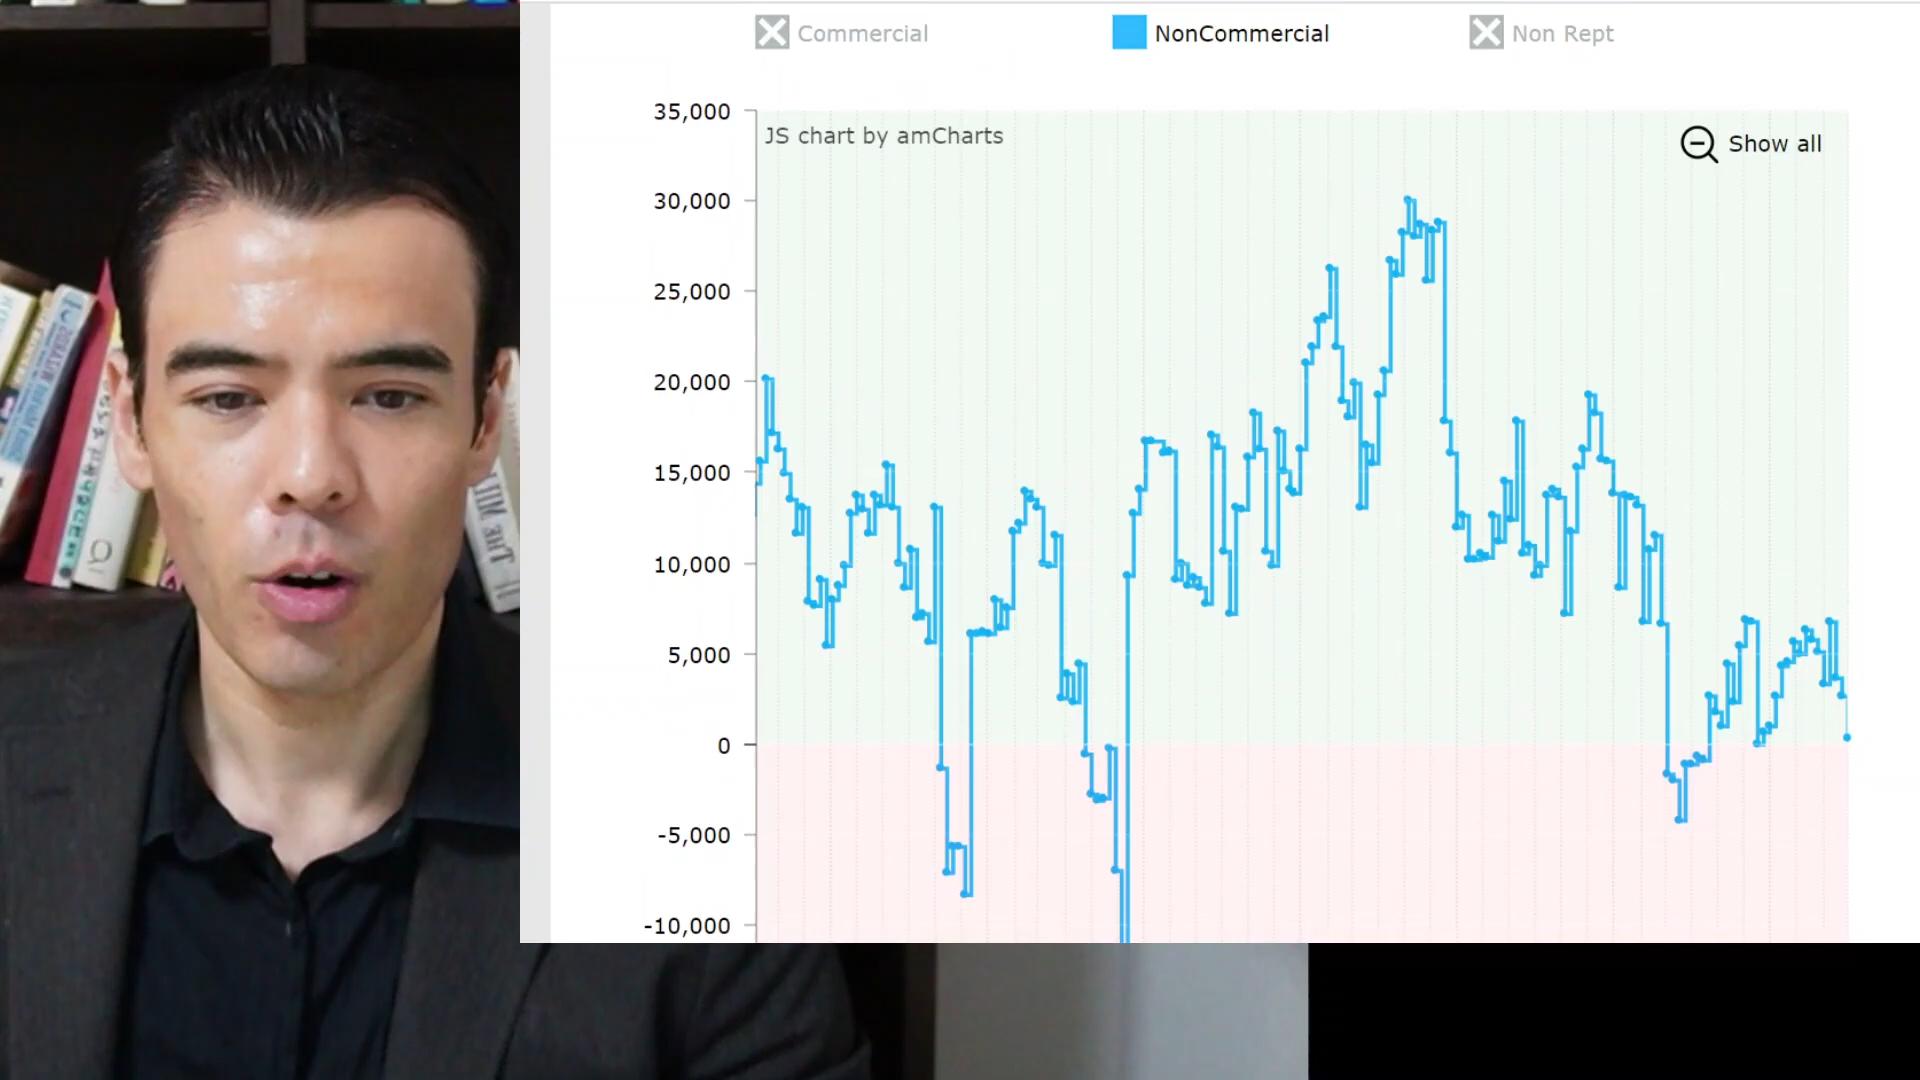 Commercial
NonCommercial
Non Rept
35,000
JS chart by amCharts
Show all
30,000
25,000
20,000
15,000
10,000
5,000
0
-5,000
-10,000
THE